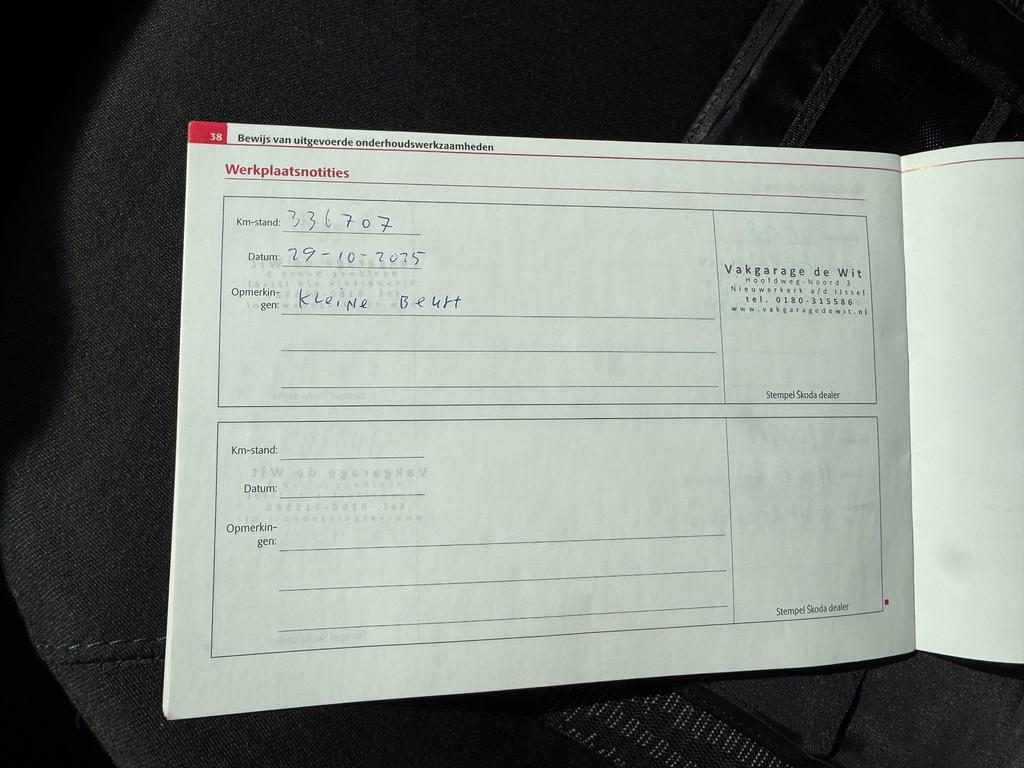 38 Bewijs van uitgevoerde onderhoudswerkzaamheden
Werkplaatsnotities
Km-stand: 336707
Datum: 29-10-2025
Opmerkin-
gen: Kleine Beurt
Vakgarage de Wit
Hoofdweg-Noord 3
Nieuwerkerk a/d IJssel
tel. 0180-315586
www.vakgaragedewit.nl
Stempel Škoda dealer
Km-stand:
Datum:
Opmerkin-
gen:
Stempel Škoda dealer